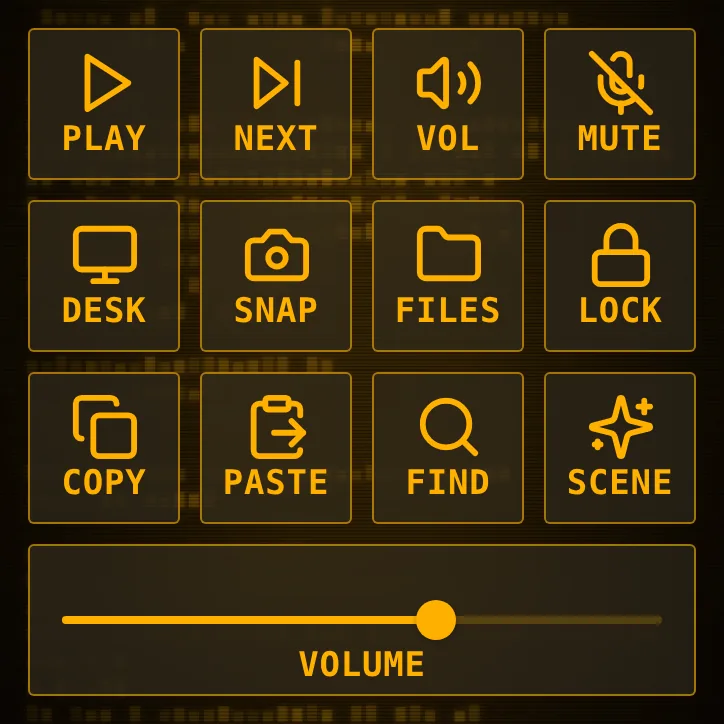 PLAY NEXT VOL MUTE
DESK SNAP FILES LOCK
COPY PASTE FIND SCENE
VOLUME